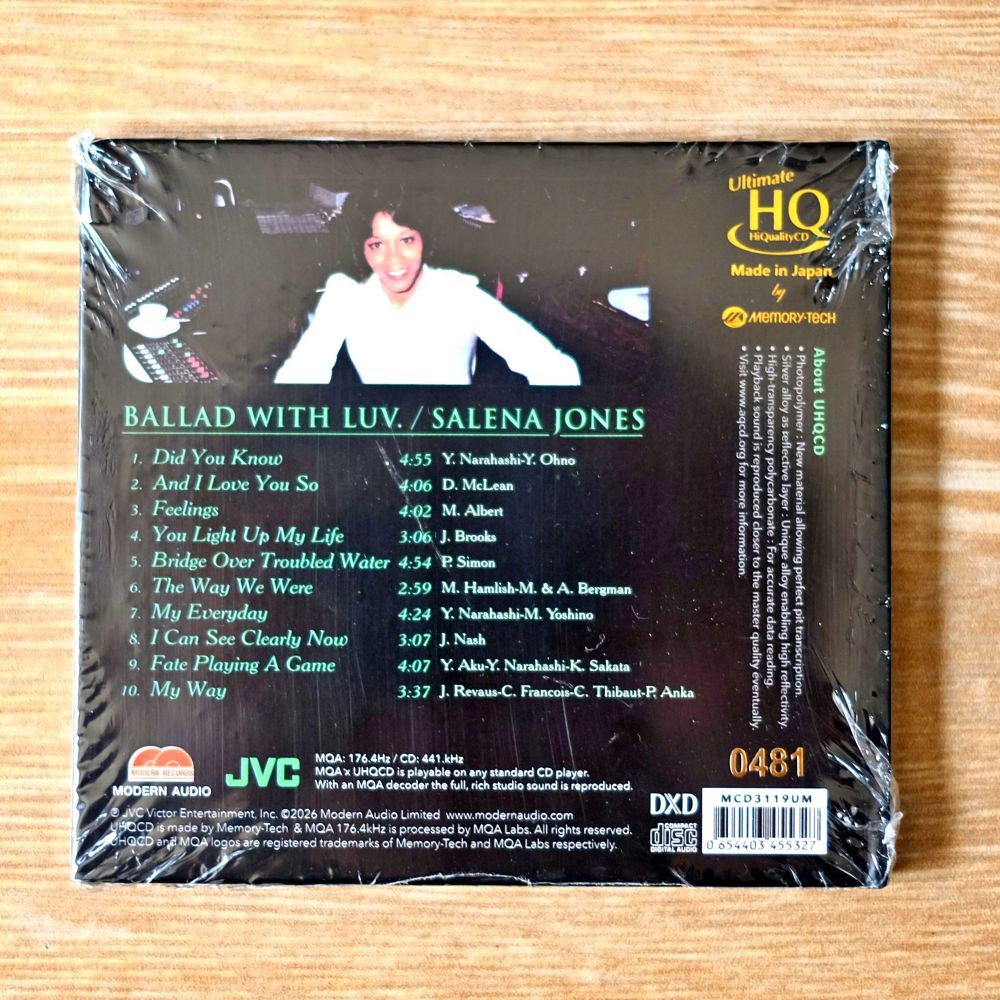 Ultimate
HQ
HiQualityCD
Made in Japan
by
MEMORY-TECH
About UHQCD
• Photopolymer : New material allowing perfect pit transcription.
• Silver alloy as reflective layer : Unique alloy enabling high reflectivity.
• High-transparency polycarbonate : For accurate data reading.
• Playback sound is reproduced closer to the master quality eventually.
• Visit www.aqcd.org for more information.
BALLAD WITH LUV. / SALENA JONES
1. Did You Know 4:55 Y. Narahashi-Y. Ohno
2. And I Love You So 4:06 D. McLean
3. Feelings 4:02 M. Albert
4. You Light Up My Life 3:06 J. Brooks
5. Bridge Over Troubled Water 4:54 P. Simon
6. The Way We Were 2:59 M. Hamlish-M. & A. Bergman
7. My Everyday 4:24 Y. Narahashi-M. Yoshino
8. I Can See Clearly Now 3:07 J. Nash
9. Fate Playing A Game 4:07 Y. Aku-Y. Narahashi-K. Sakata
10. My Way 3:37 J. Revaus-C. Francois-C. Thibaut-P. Anka
MODERN RECORDS
MODERN AUDIO
JVC
MQA: 176.4Hz / CD: 441.kHz
MQA x UHQCD is playable on any standard CD player.
With an MQA decoder the full, rich studio sound is reproduced.
0481
℗ JVC Victor Entertainment, Inc. ©2026 Modern Audio Limited www.modernaudio.com
UHQCD is made by Memory-Tech & MQA 176.4kHz is processed by MQA Labs. All rights reserved.
UHQCD and MQA logos are registered trademarks of Memory-Tech and MQA Labs respectively.
DXD
COMPACT
disc
DIGITAL AUDIO
MCD3119UM
0 654403 455327